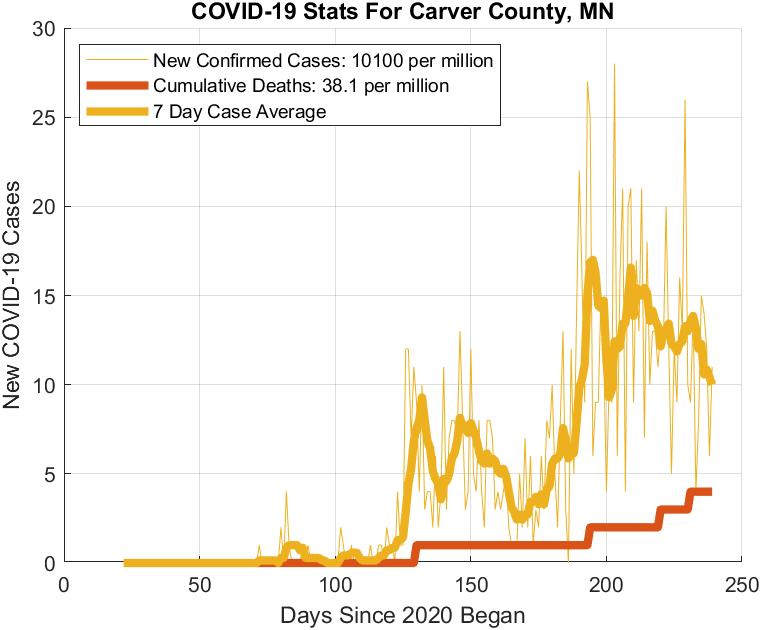 COVID-19 Stats For Carver County, MN
30
25
20
15
10
5
0
New COVID-19 Cases
New Confirmed Cases: 10100 per million
Cumulative Deaths: 38.1 per million
7 Day Case Average
0
50
100
150
200
250
Days Since 2020 Began